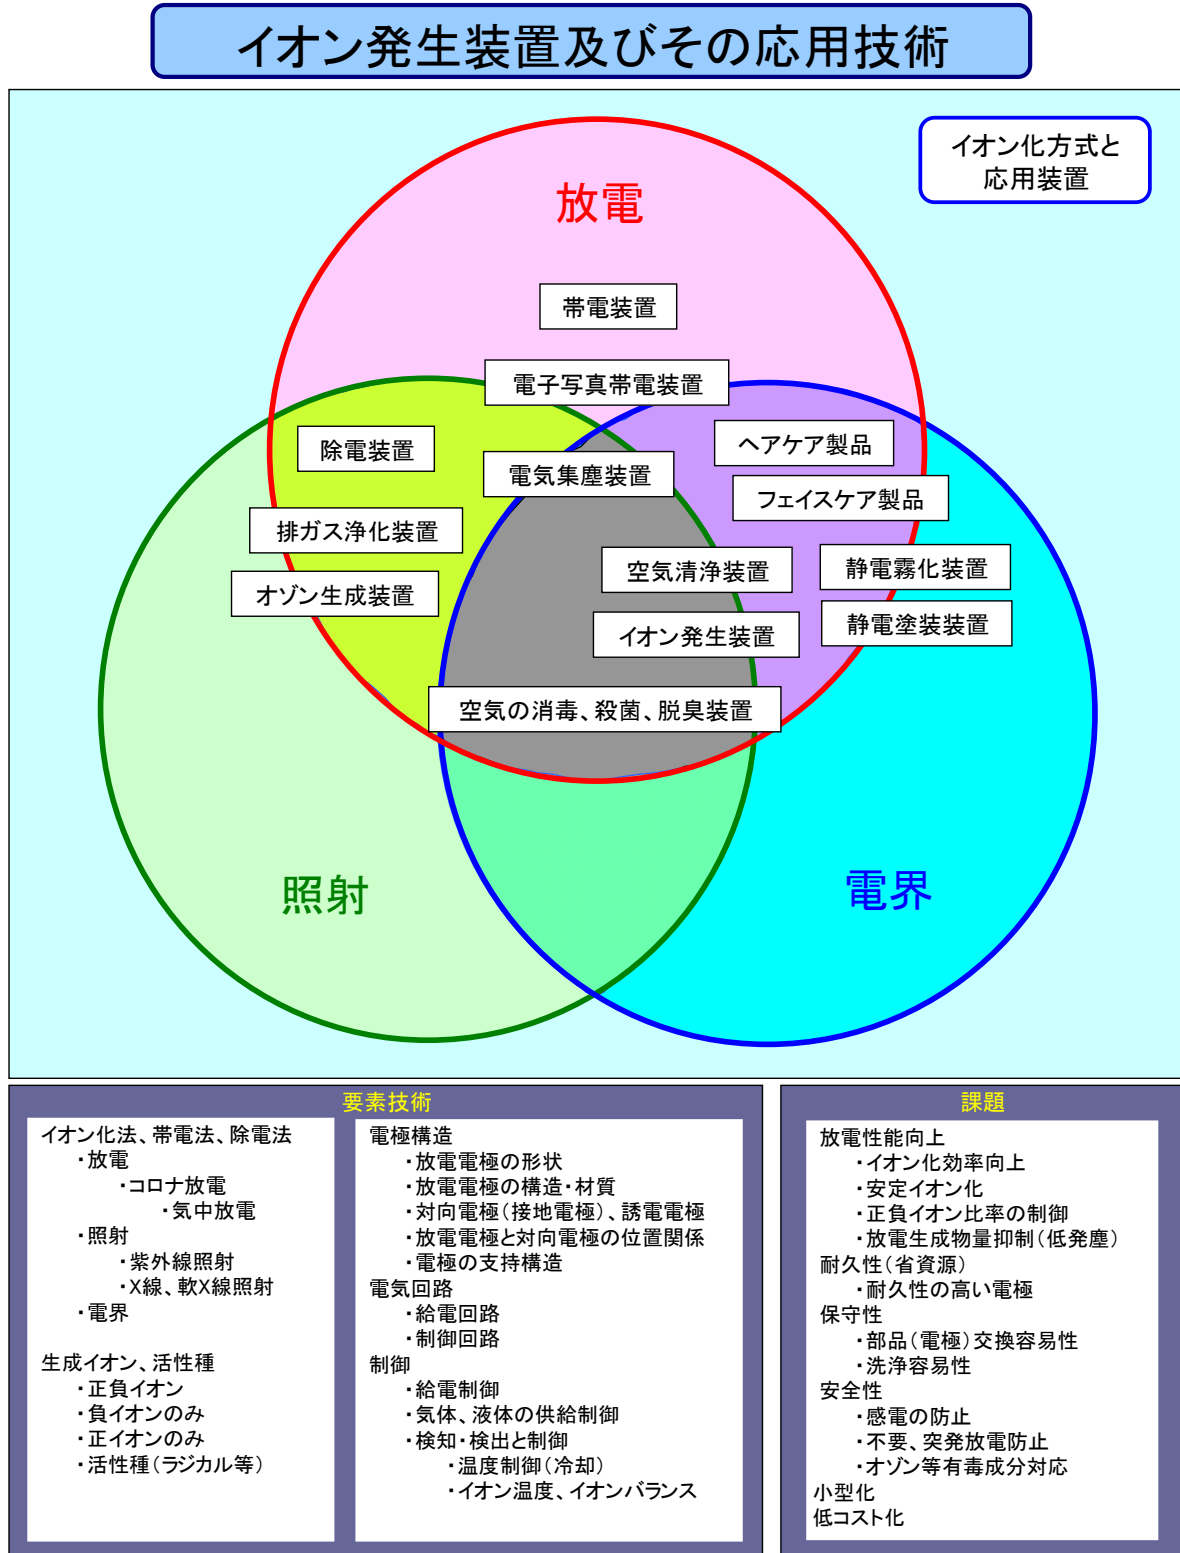 イオン発生装置及びその応用技術
イオン化方式と
応用装置
放電
帯電装置
電子写真帯電装置
除電装置
ヘアケア製品
電気集塵装置
フェイスケア製品
排ガス浄化装置
空気清浄装置
静電霧化装置
オゾン生成装置
イオン発生装置
静電塗装装置
空気の消毒、殺菌、脱臭装置
照射
電界
要素技術
イオン化法、帯電法、除電法
・放電
・コロナ放電
・気中放電
・照射
・紫外線照射
・X線、軟X線照射
・電界
生成イオン、活性種
・正負イオン
・負イオンのみ
・正イオンのみ
・活性種(ラジカル等)
電極構造
・放電電極の形状
・放電電極の構造・材質
・対向電極(接地電極)、誘電電極
・放電電極と対向電極の位置関係
・電極の支持構造
電気回路
・給電回路
・制御回路
制御
・給電制御
・気体、液体の供給制御
・検知・検出と制御
・温度制御(冷却)
・イオン温度、イオンバランス
課題
放電性能向上
・イオン化効率向上
・安定イオン化
・正負イオン比率の制御
・放電生成物量抑制(低発塵)
耐久性(省資源)
・耐久性の高い電極
保守性
・部品(電極)交換容易性
・洗浄容易性
安全性
・感電の防止
・不要、突発放電防止
・オゾン等有毒成分対応
小型化
低コスト化